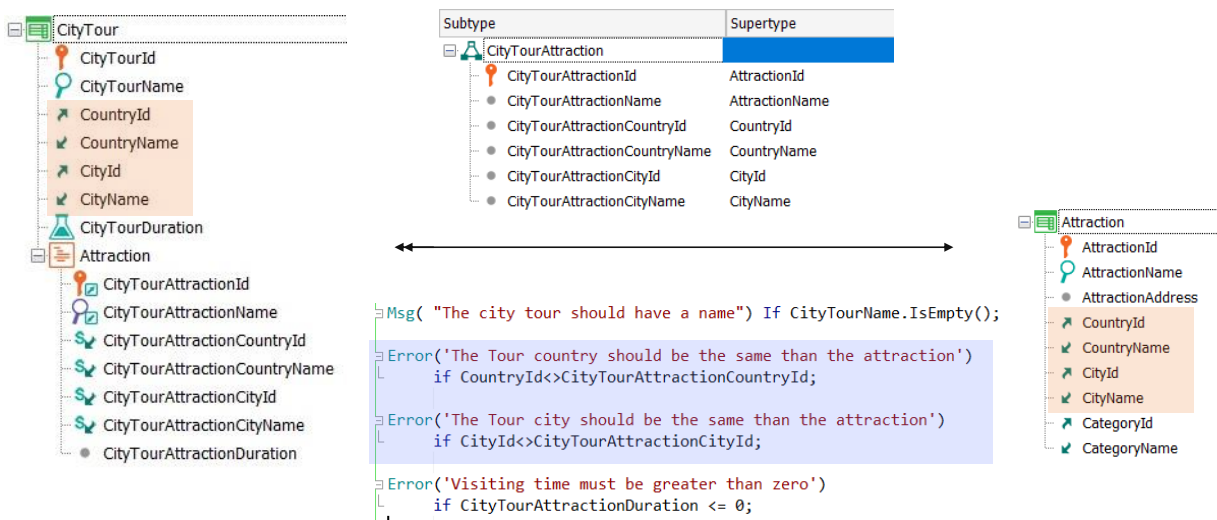 CityTour
CityTourId
CityTourName
CountryId
CountryName
CityId
CityName
CityTourDuration
Attraction
CityTourAttractionId
CityTourAttractionName
CityTourAttractionCountryId
CityTourAttractionCountryName
CityTourAttractionCityId
CityTourAttractionCityName
CityTourAttractionDuration
Subtype Supertype
CityTourAttraction
CityTourAttractionId AttractionId
CityTourAttractionName AttractionName
CityTourAttractionCountryId CountryId
CityTourAttractionCountryName CountryName
CityTourAttractionCityId CityId
CityTourAttractionCityName CityName
Msg( "The city tour should have a name") If CityTourName.IsEmpty();
Error('The Tour country should be the same than the attraction')
if CountryId<>CityTourAttractionCountryId;
Error('The Tour city should be the same than the attraction')
if CityId<>CityTourAttractionCityId;
Error('Visiting time must be greater than zero')
if CityTourAttractionDuration <= 0;
Attraction
AttractionId
AttractionName
AttractionAddress
CountryId
CountryName
CityId
CityName
CategoryId
CategoryName